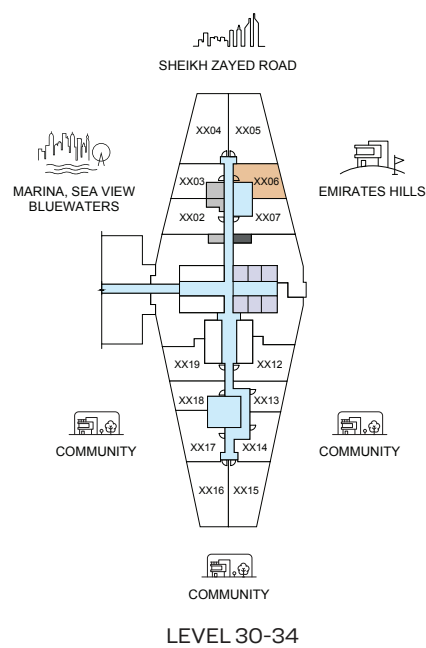 SHEIKH ZAYED ROAD
XX04 XX05
MARINA, SEA VIEW
BLUEWATERS
XX03 XX06
EMIRATES HILLS
XX02 XX07
XX19 XX12
XX18 XX13
COMMUNITY
XX17 XX14
COMMUNITY
XX16 XX15
COMMUNITY
LEVEL 30-34